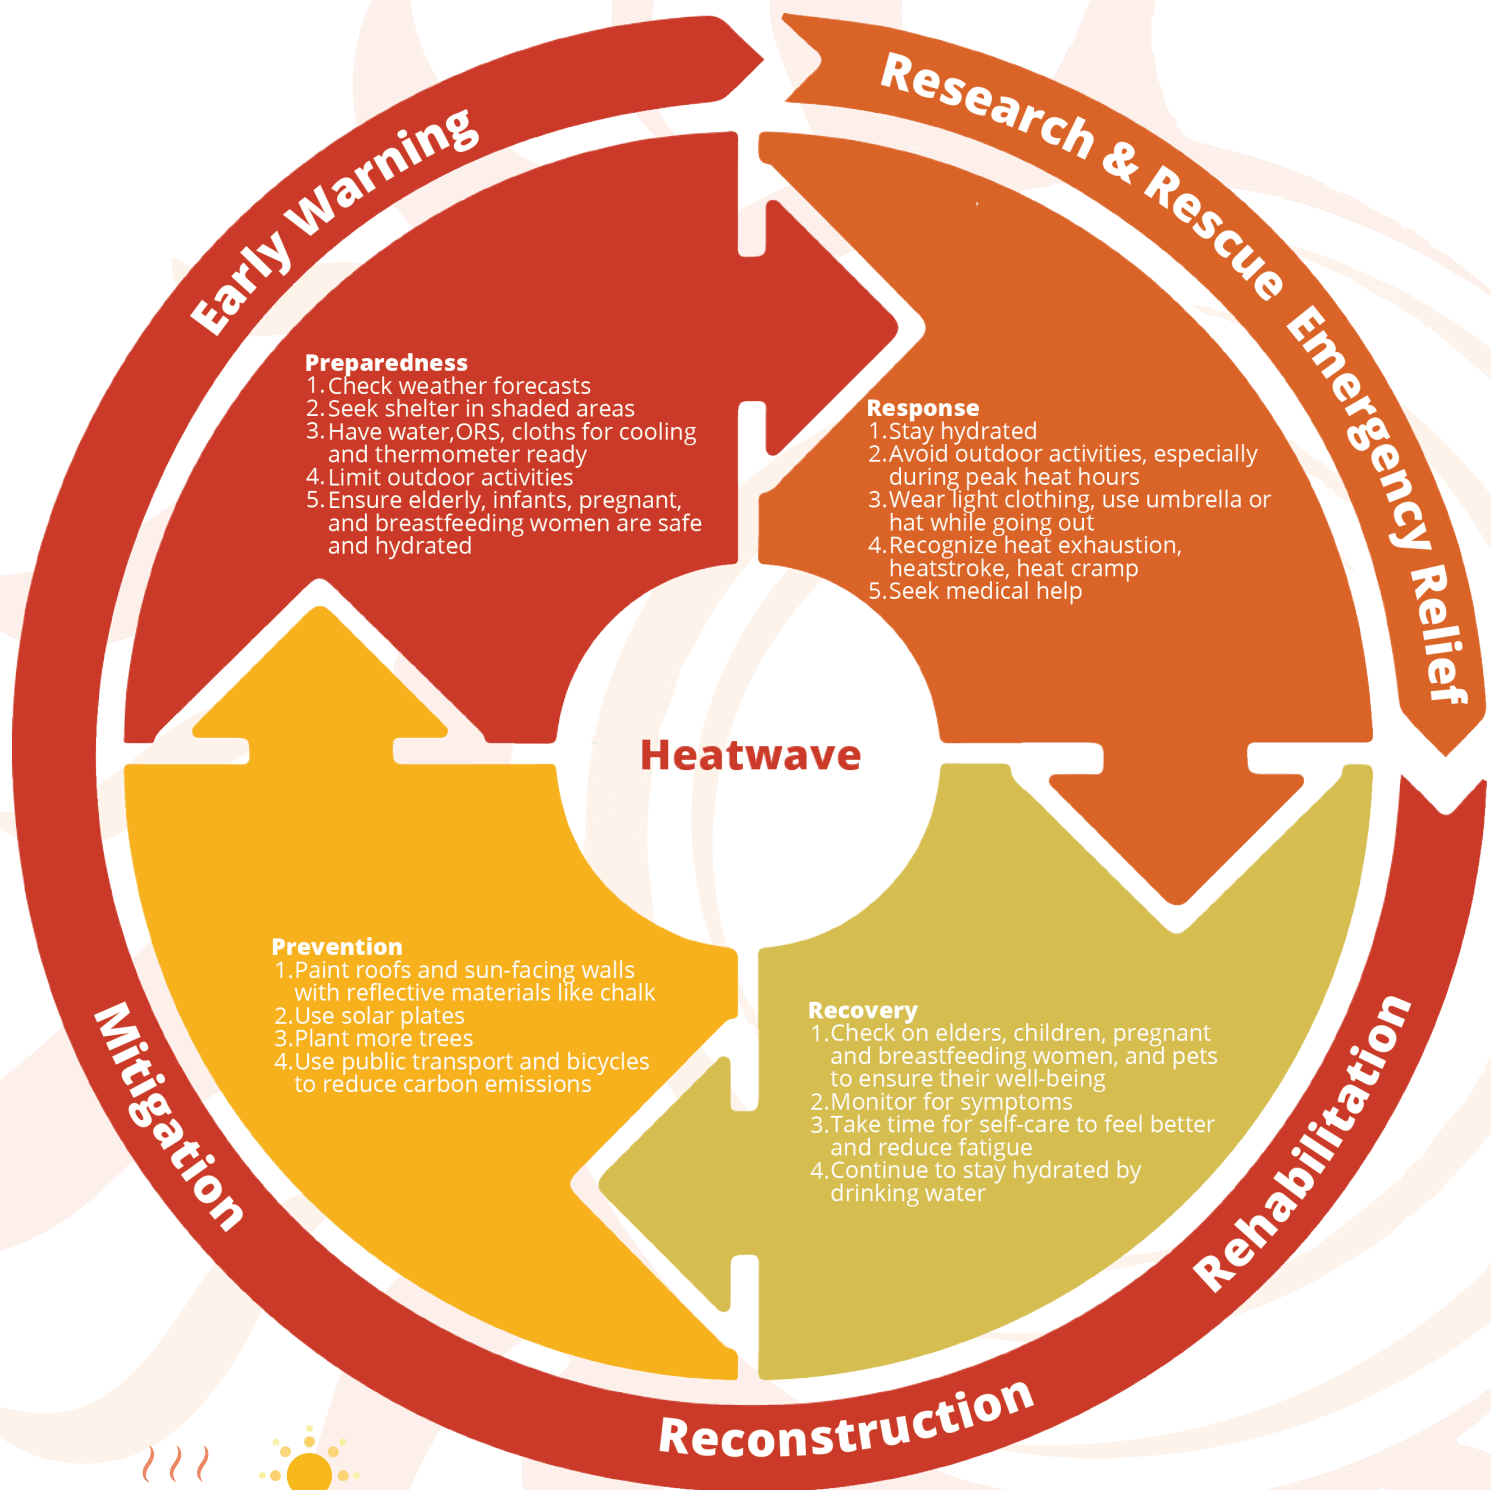 Early Warning
Research & Rescue Emergency Relief
Preparedness
1. Check weather forecasts
2. Seek shelter in shaded areas
3. Have water,ORS, cloths for cooling
and thermometer ready
4. Limit outdoor activities
5. Ensure elderly, infants, pregnant,
and breastfeeding women are safe
and hydrated
Response
1. Stay hydrated
2. Avoid outdoor activities, especially
during peak heat hours
3. Wear light clothing, use umbrella or
hat while going out
4. Recognize heat exhaustion,
heatstroke, heat cramp
5. Seek medical help
Heatwave
Prevention
1. Paint roofs and sun-facing walls
with reflective materials like chalk
2. Use solar plates
3. Plant more trees
4. Use public transport and bicycles
to reduce carbon emissions
Recovery
1. Check on elders, children, pregnant
and breastfeeding women, and pets
to ensure their well-being
2. Monitor for symptoms
3. Take time for self-care to feel better
and reduce fatigue
4. Continue to stay hydrated by
drinking water
Mitigation
Rehabilitation
Reconstruction